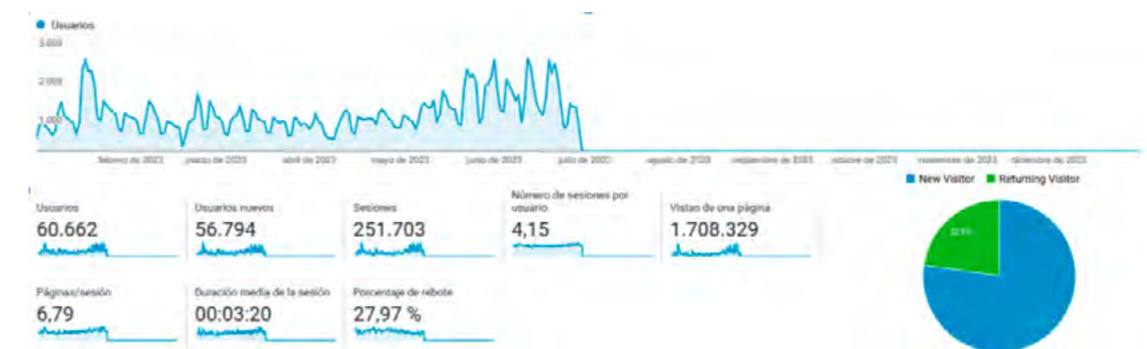 Usuarios
3.000
2.000
1.000
febrero de 2023 marzo de 2023 abril de 2023 mayo de 2023 junio de 2023 julio de 2023 agosto de 2023 septiembre de 2023 octubre de 2023 noviembre de 2023 diciembre de 2023
New Visitor Returning Visitor
Usuarios
60.662
Usuarios nuevos
56.794
Sesiones
251.703
Número de sesiones por
usuario
4,15
Vistas de una página
1.708.329
Páginas/sesión
6,79
Duración media de la sesión
00:03:20
Porcentaje de rebote
27,97 %